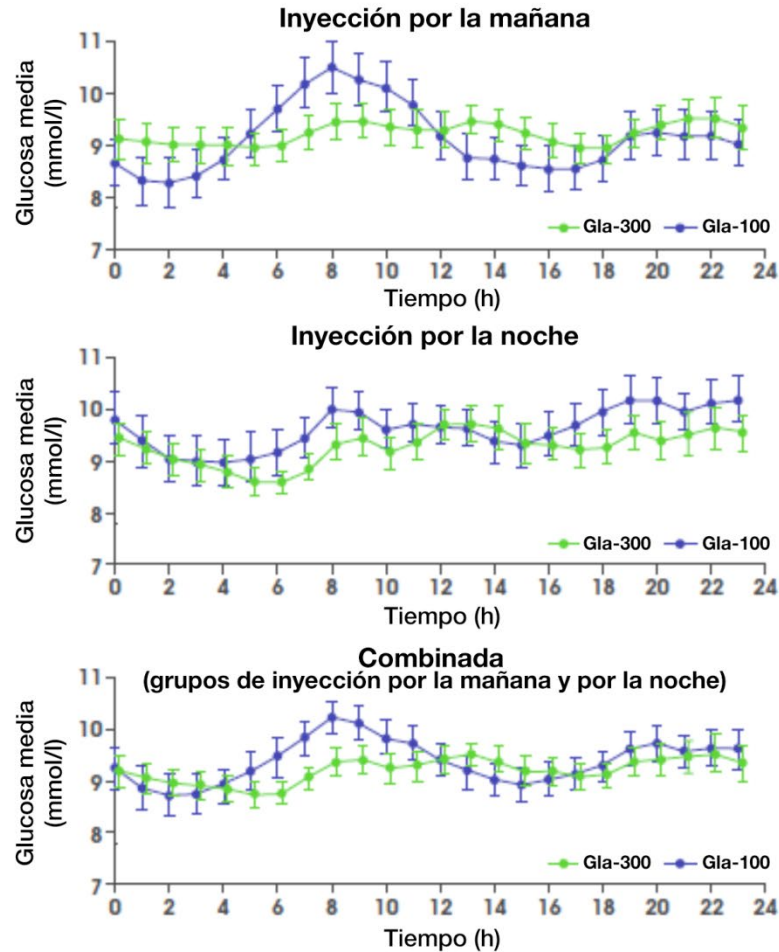 Inyección por la mañana
Glucosa media
(mmol/l)
11
10
9
8
7
Gla-300 Gla-100
0 2 4 6 8 10 12 14 16 18 20 22 24
Tiempo (h)
Inyección por la noche
Glucosa media
(mmol/l)
11
10
9
8
7
Gla-300 Gla-100
0 2 4 6 8 10 12 14 16 18 20 22 24
Tiempo (h)
Combinada
(grupos de inyección por la mañana y por la noche)
Glucosa media
(mmol/l)
11
10
9
8
7
Gla-300 Gla-100
0 2 4 6 8 10 12 14 16 18 20 22 24
Tiempo (h)